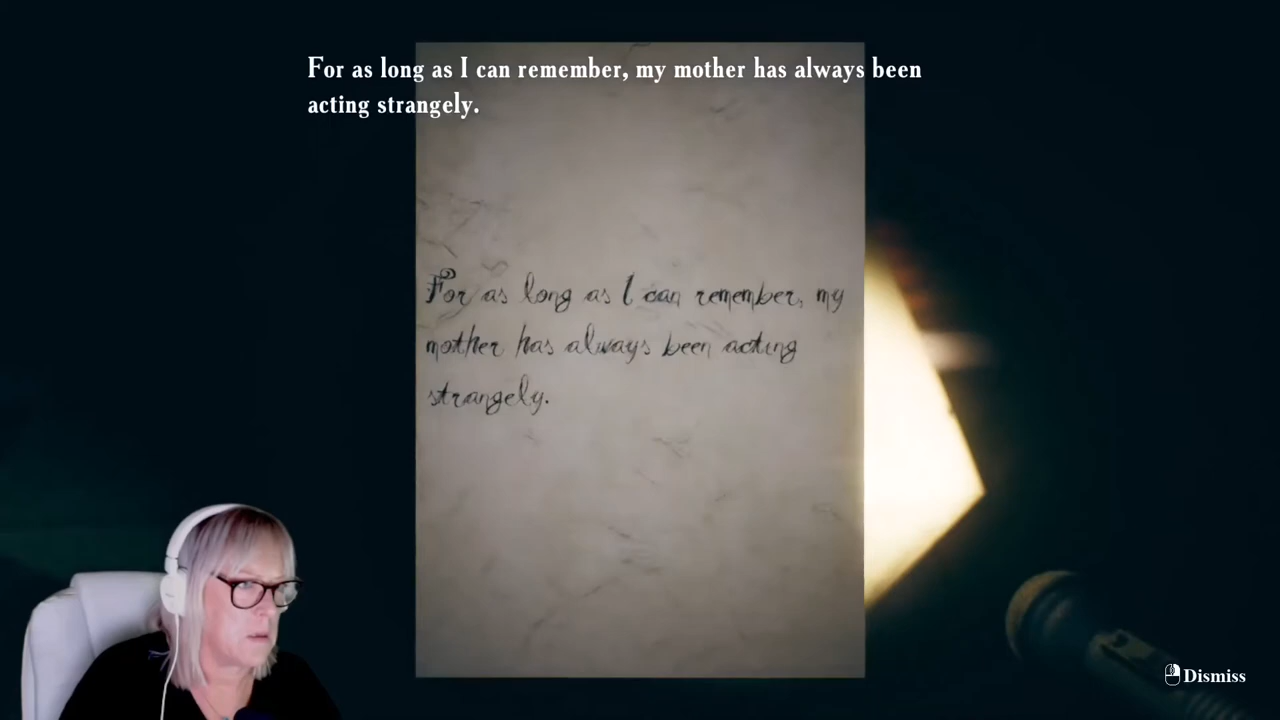 For as long as I can remember, my mother has always been
acting strangely.
For as long as I can remember, my
mother has always been acting
strangely.
Dismiss